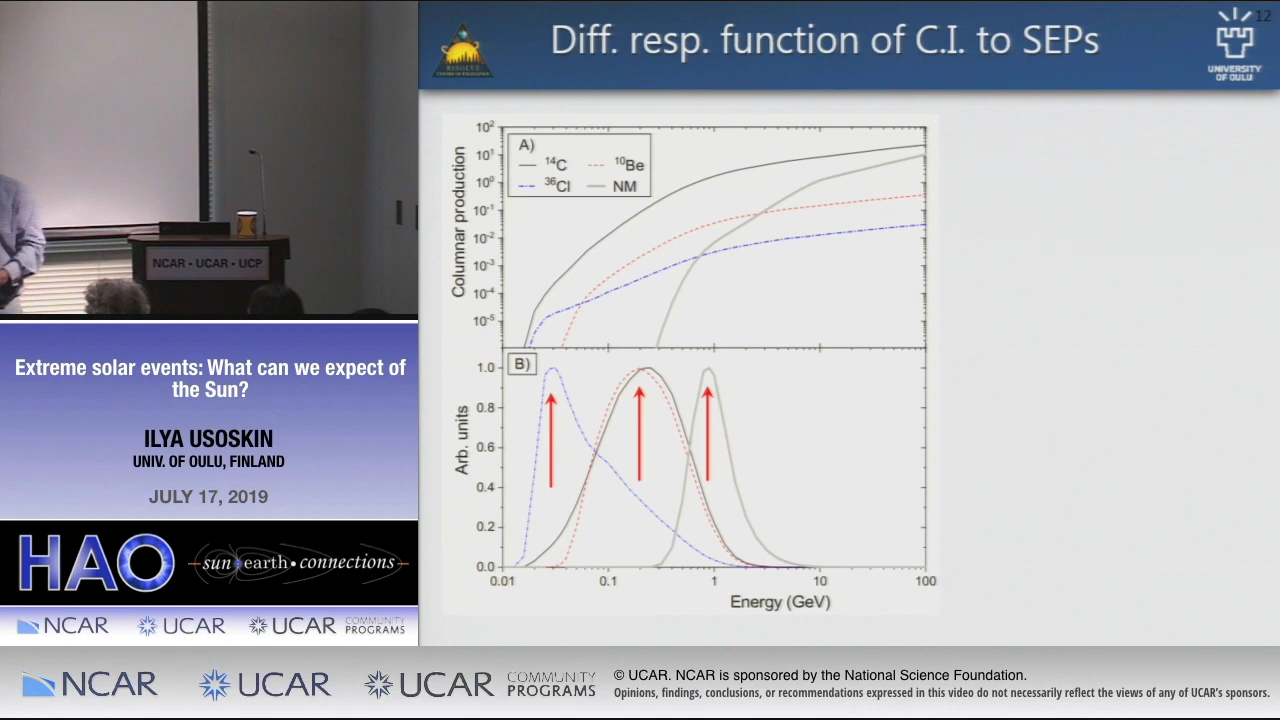 12
Diff. resp. function of C.I. to SEPs
RESOLVE
CENTRE OF EXCELLENCE
UNIVERSITY
OF OULU
A)
¹⁴C
¹⁰Be
³⁶Cl
NM
Columnar production
10²
10¹
10⁰
10⁻¹
10⁻²
10⁻³
10⁻⁴
10⁻⁵
B)
Arb. units
1.0
0.8
0.6
0.4
0.2
0.0
0.01
0.1
1
10
100
Energy (GeV)
NCAR • UCAR • UCP
Extreme solar events: What can we expect of
the Sun?
ILYA USOSKIN
UNIV. OF OULU, FINLAND
JULY 17, 2019
HAO
sun earth • connections
NCAR
UCAR
UCAR
COMMUNITY
PROGRAMS
NCAR
UCAR
UCAR
COMMUNITY
PROGRAMS
© UCAR. NCAR is sponsored by the National Science Foundation.
Opinions, findings, conclusions, or recommendations expressed in this video do not necessarily reflect the views of any of UCAR's sponsors.